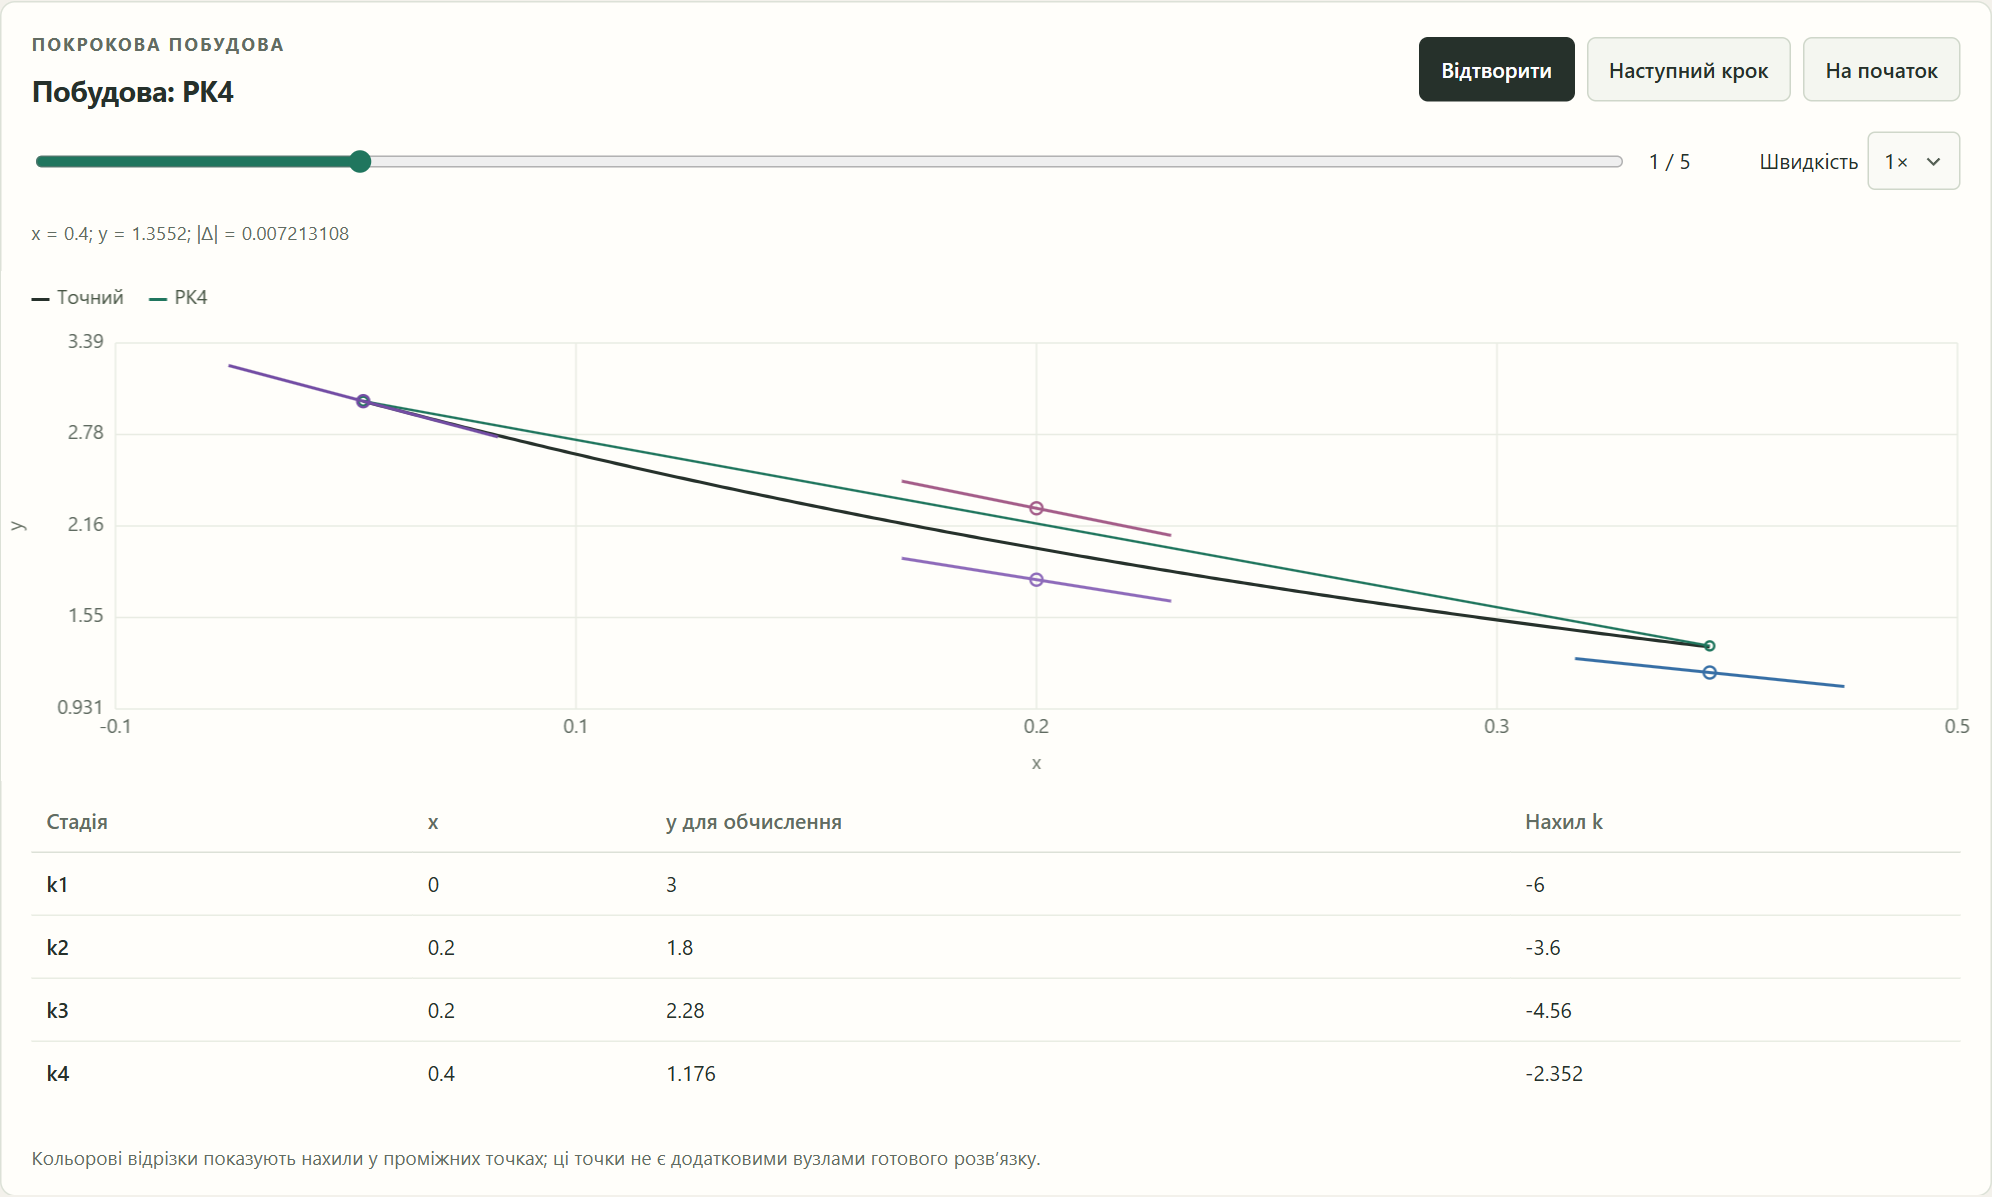 ПОКРОКОВА ПОБУДОВА
Побудова: РК4
Відтворити
Наступний крок
На початок
1 / 5
Швидкість
1×
x = 0.4; y = 1.3552; |Δ| = 0.007213108
Точний
РК4
3.39
2.78
2.16
1.55
0.931
y
-0.1
0.1
0.2
0.3
0.5
x
Стадія x y для обчислення Нахил k
k1 0 3 -6
k2 0.2 1.8 -3.6
k3 0.2 2.28 -4.56
k4 0.4 1.176 -2.352
Кольорові відрізки показують нахили у проміжних точках; ці точки не є додатковими вузлами готового розв’язку.